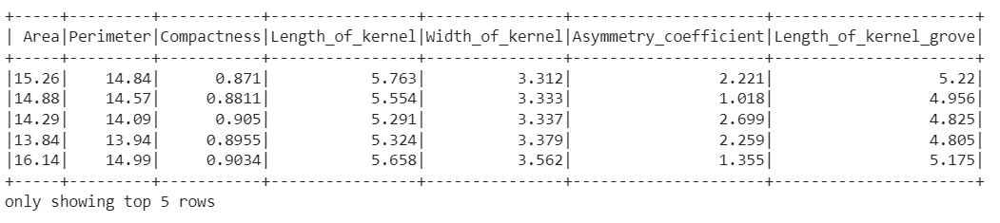 +-----+---------+-----------+----------------+---------------+---------------------+----------------------+
| Area|Perimeter|Compactness|Length_of_kernel|Width_of_kernel|Asymmetry_coefficient|Length_of_kernel_grove|
+-----+---------+-----------+----------------+---------------+---------------------+----------------------+
|15.26|    14.84|      0.871|           5.763|          3.312|                2.221|                  5.22|
|14.88|    14.57|     0.8811|           5.554|          3.333|                1.018|                 4.956|
|14.29|    14.09|      0.905|           5.291|          3.337|                2.699|                 4.825|
|13.84|    13.94|     0.8955|           5.324|          3.379|                2.259|                 4.805|
|16.14|    14.99|     0.9034|           5.658|          3.562|                1.355|                 5.175|
+-----+---------+-----------+----------------+---------------+---------------------+----------------------+
only showing top 5 rows